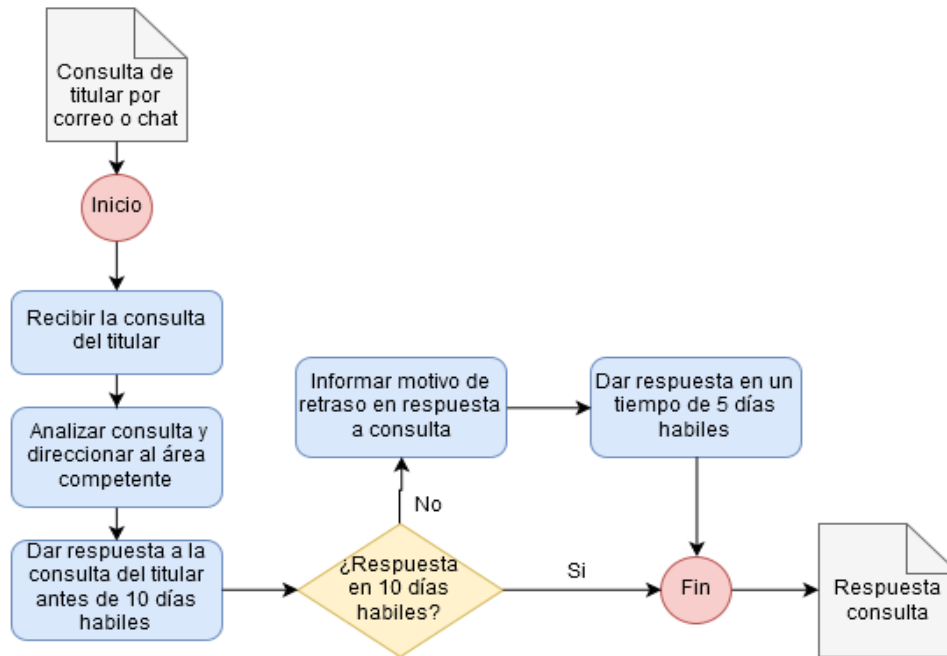 Consulta de
titular por
correo o chat
Inicio
Recibir la consulta
del titular
Analizar consulta y
direccionar al área
competente
Dar respuesta a la
consulta del titular
antes de 10 días
habiles
¿Respuesta
en 10 días
habiles?
No
Informar motivo de
retraso en respuesta
a consulta
Dar respuesta en un
tiempo de 5 días
habiles
Si
Fin
Respuesta
consulta